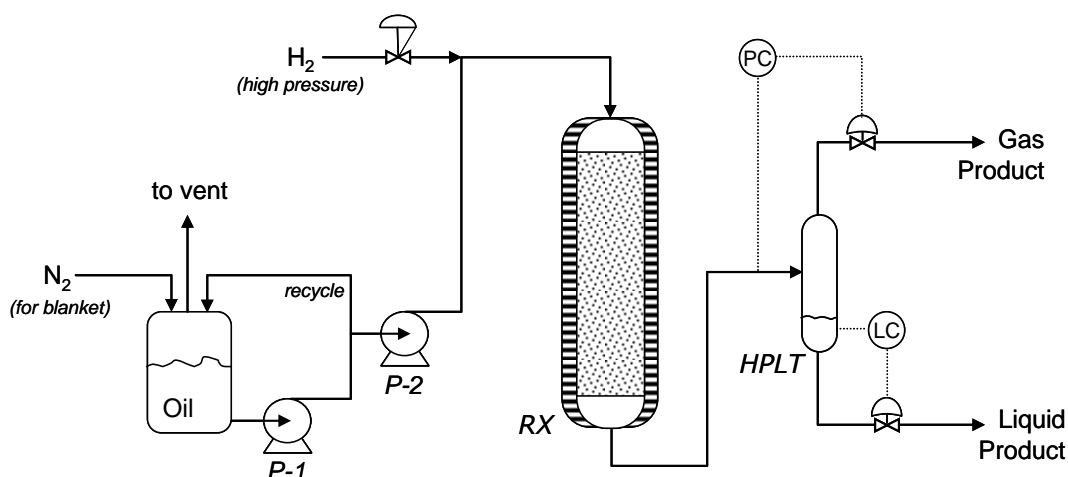 H₂
(high pressure)
PC
Gas
Product
to vent
N₂
(for blanket)
recycle
Oil
P-1
P-2
RX
HPLT
LC
Liquid
Product